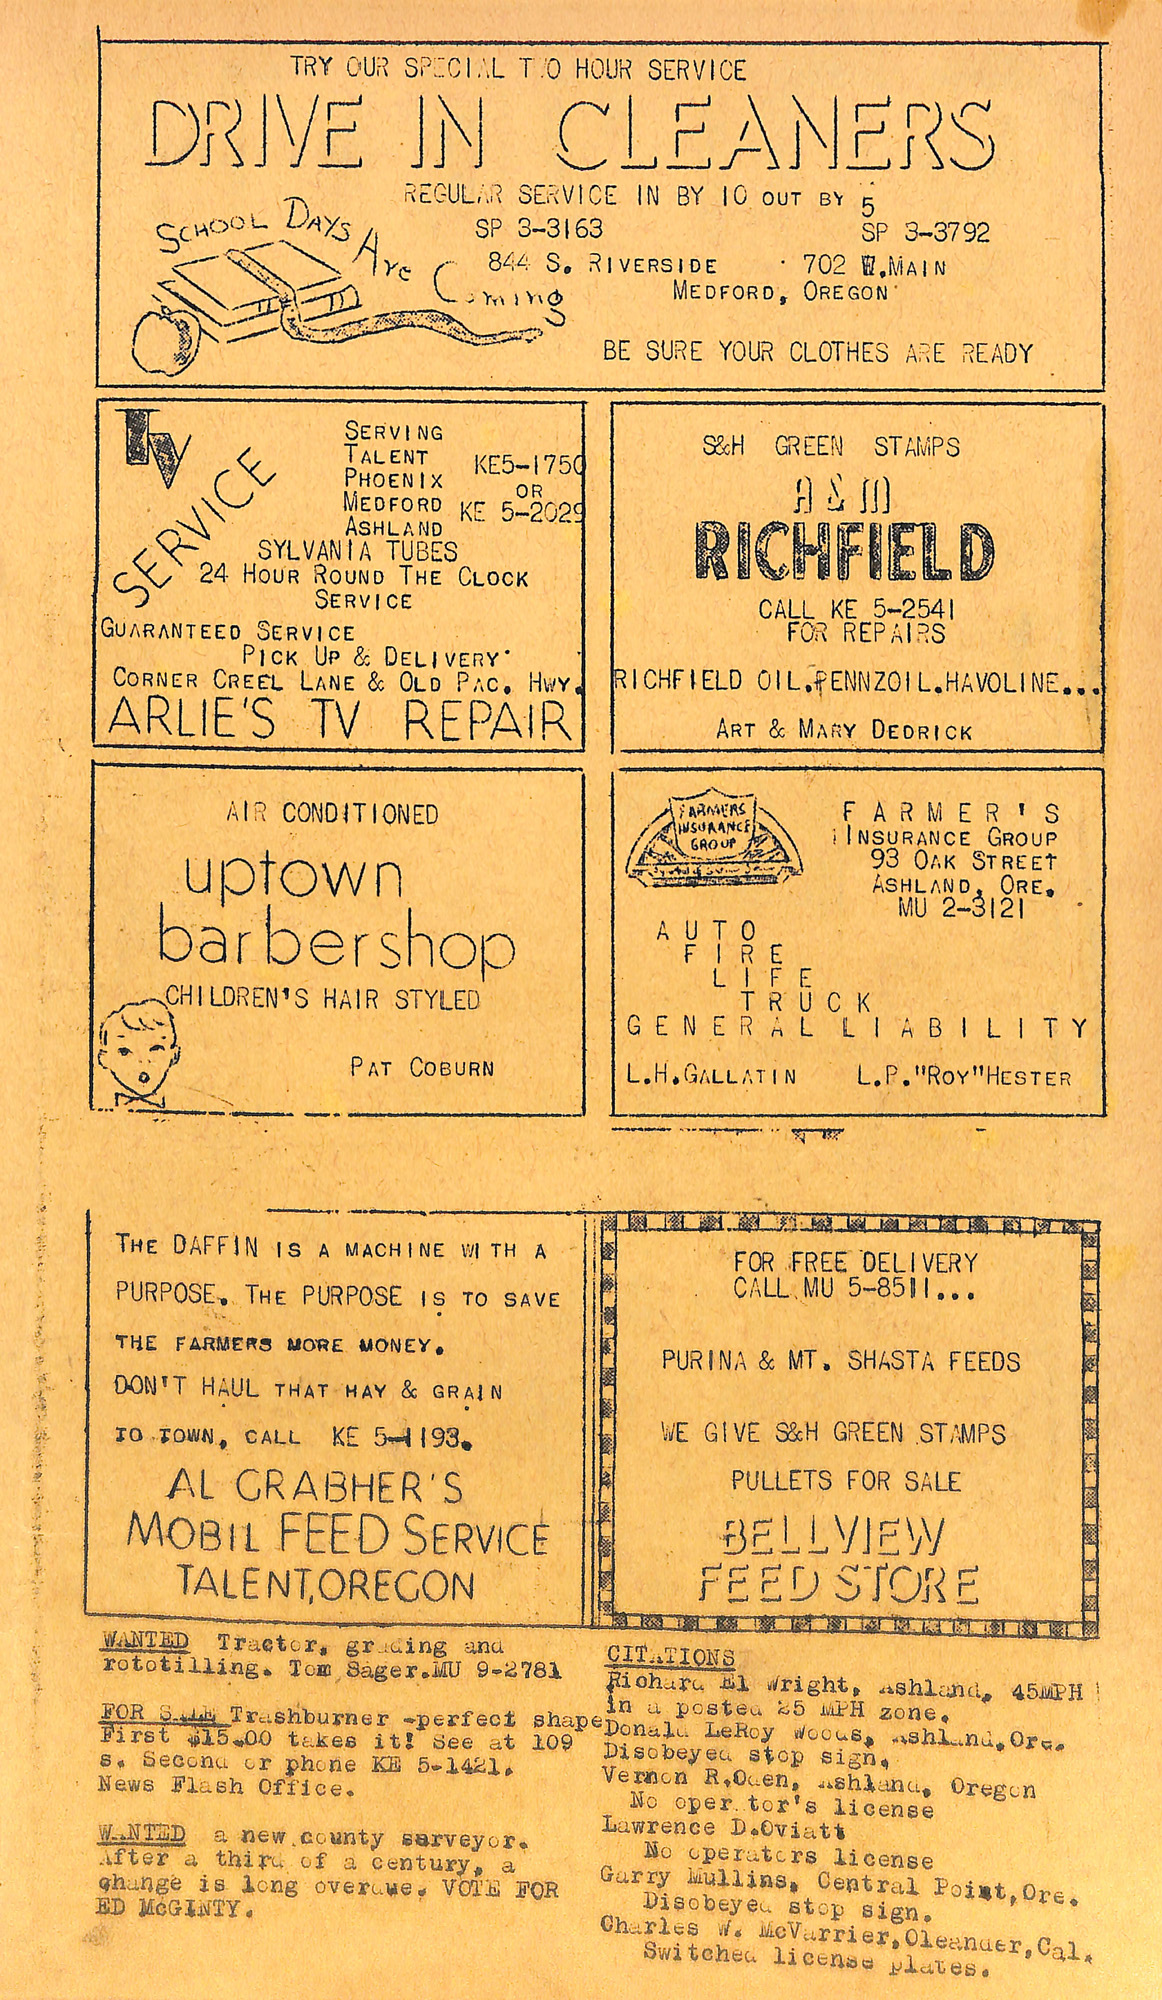 TRY OUR SPECIAL TWO HOUR SERVICE
DRIVE IN CLEANERS
REGULAR SERVICE IN BY 10 OUT BY 5
SCHOOL DAYS Are Coming
SP 3-3163
SP 3-3792
844 S. RIVERSIDE
702 W.MAIN
MEDFORD, OREGON
BE SURE YOUR CLOTHES ARE READY
TV
SERVICE
SERVING
TALENT
PHOENIX
MEDFORD
ASHLAND
KE5-1750
OR
KE 5-2029
SYLVANIA TUBES
24 HOUR ROUND THE CLOCK
SERVICE
GUARANTEED SERVICE
PICK UP & DELIVERY
CORNER CREEL LANE & OLD PAC. HWY.
ARLIE'S TV REPAIR
S&H GREEN STAMPS
A & M
RICHFIELD
CALL KE 5-2541
FOR REPAIRS
RICHFIELD OIL.PENNZOIL.HAVOLINE...
ART & MARY DEDRICK
AIR CONDITIONED
uptown
barbershop
CHILDREN'S HAIR STYLED
PAT COBURN
FARMERS
INSURANCE
GROUP
FARMER'S
INSURANCE GROUP
93 OAK STREET
ASHLAND, ORE.
MU 2-3121
AUTO
FIRE
LIFE
TRUCK
GENERAL LIABILITY
L.H.GALLATIN L.P."ROY"HESTER
THE DAFFIN IS A MACHINE WITH A
PURPOSE. THE PURPOSE IS TO SAVE
THE FARMERS MORE MONEY.
DON'T HAUL THAT HAY & GRAIN
TO TOWN, CALL KE 5-1193.
AL GRABHER'S
MOBIL FEED SERVICE
TALENT,OREGON
FOR FREE DELIVERY
CALL MU 5-8511...
PURINA & MT. SHASTA FEEDS
WE GIVE S&H GREEN STAMPS
PULLETS FOR SALE
BELLVIEW
FEED STORE
WANTED Tractor, grading and
rototilling. Tom Sager.MU 9-2781
FOR SALE Trashburner -perfect shape
First $15.00 takes it! See at 109
s. Second or phone KE 5-1421.
News Flash Office.
WANTED a new county surveyor.
After a third of a century, a
change is long overdue. VOTE FOR
ED McGINTY.
CITATIONS
Richard El Wright, Ashland, 45MPH
in a posted 25 MPH zone.
Donald LeRoy Woods, Ashland,Ore.
Disobeyed stop sign.
Vernon R.Oden, Ashland, Oregon
No operator's license
Lawrence D.Oviatt
No operators license
Garry Mullins, Central Point,Ore.
Disobeyed stop sign.
Charles W. McVarrier,Oleander,Cal.
Switched license plates.